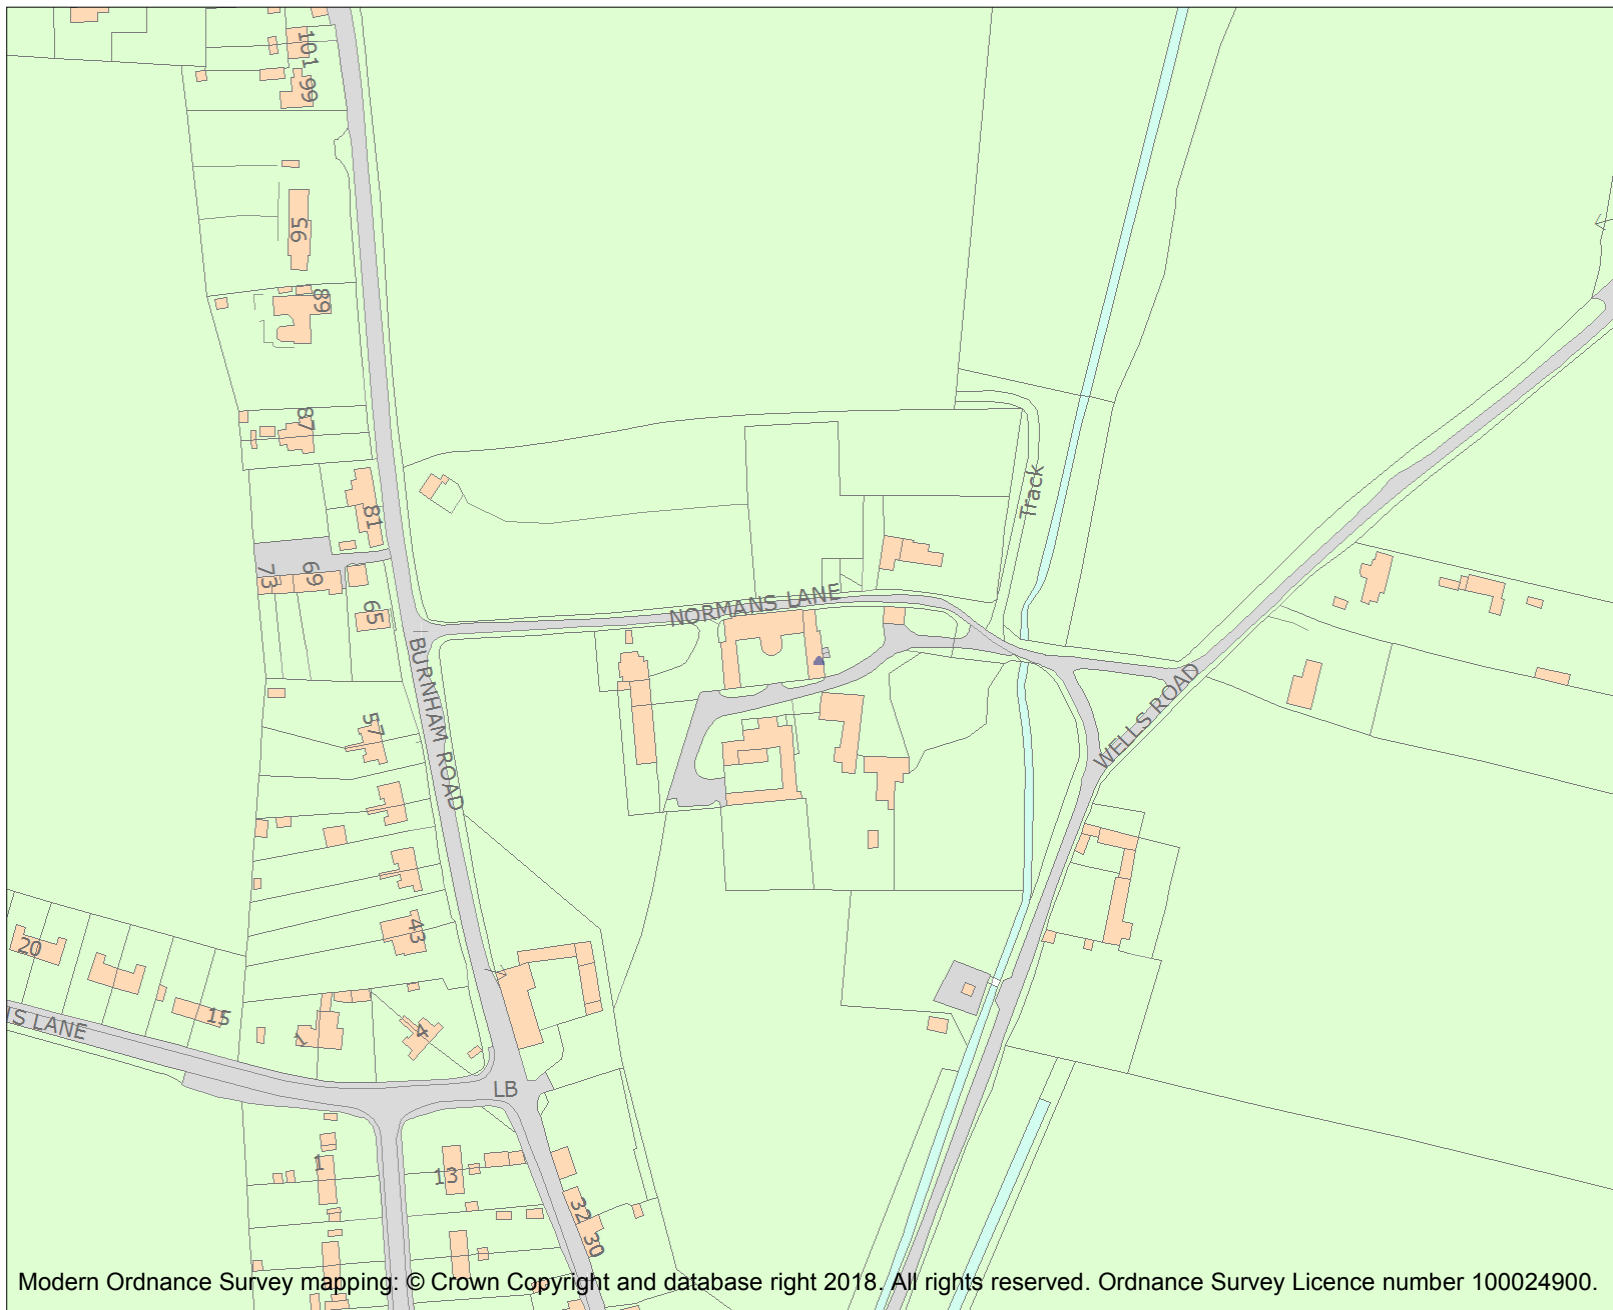 101
99
56
89
87
Track
81
73
69
65
NORMANS LANE
BURNHAM ROAD
57
WELLS ROAD
43
20
15
1
4
IS LANE
LB
1
13
32
30
Modern Ordnance Survey mapping: © Crown Copyright and database right 2018. All rights reserved. Ordnance Survey Licence number 100024900.